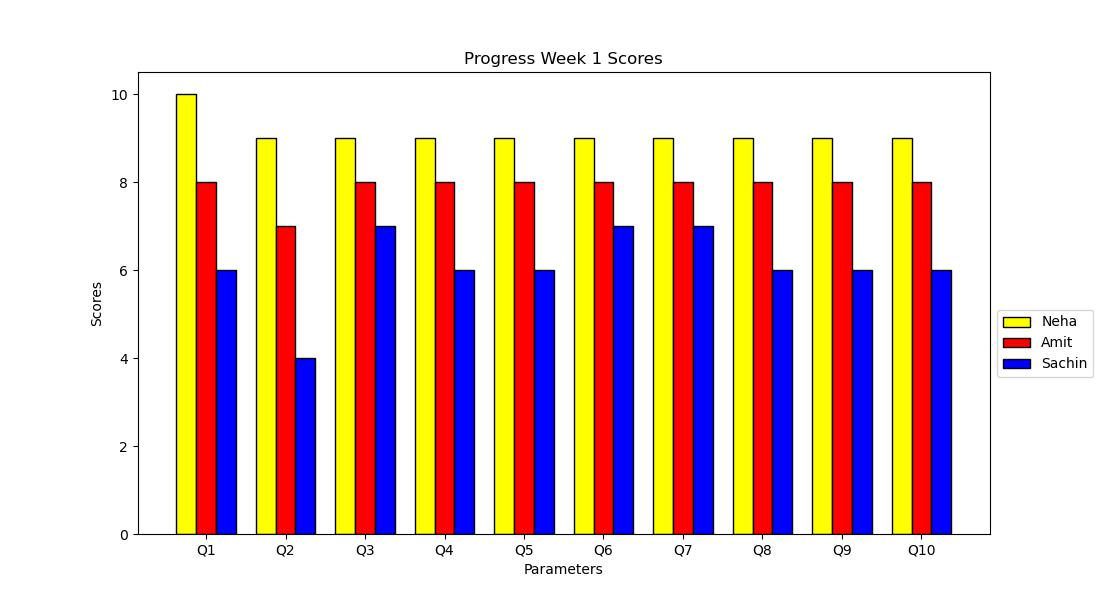 Progress Week 1 Scores
10
8
6
4
2
0
Scores
Q1 Q2 Q3 Q4 Q5 Q6 Q7 Q8 Q9 Q10
Parameters
Neha
Amit
Sachin